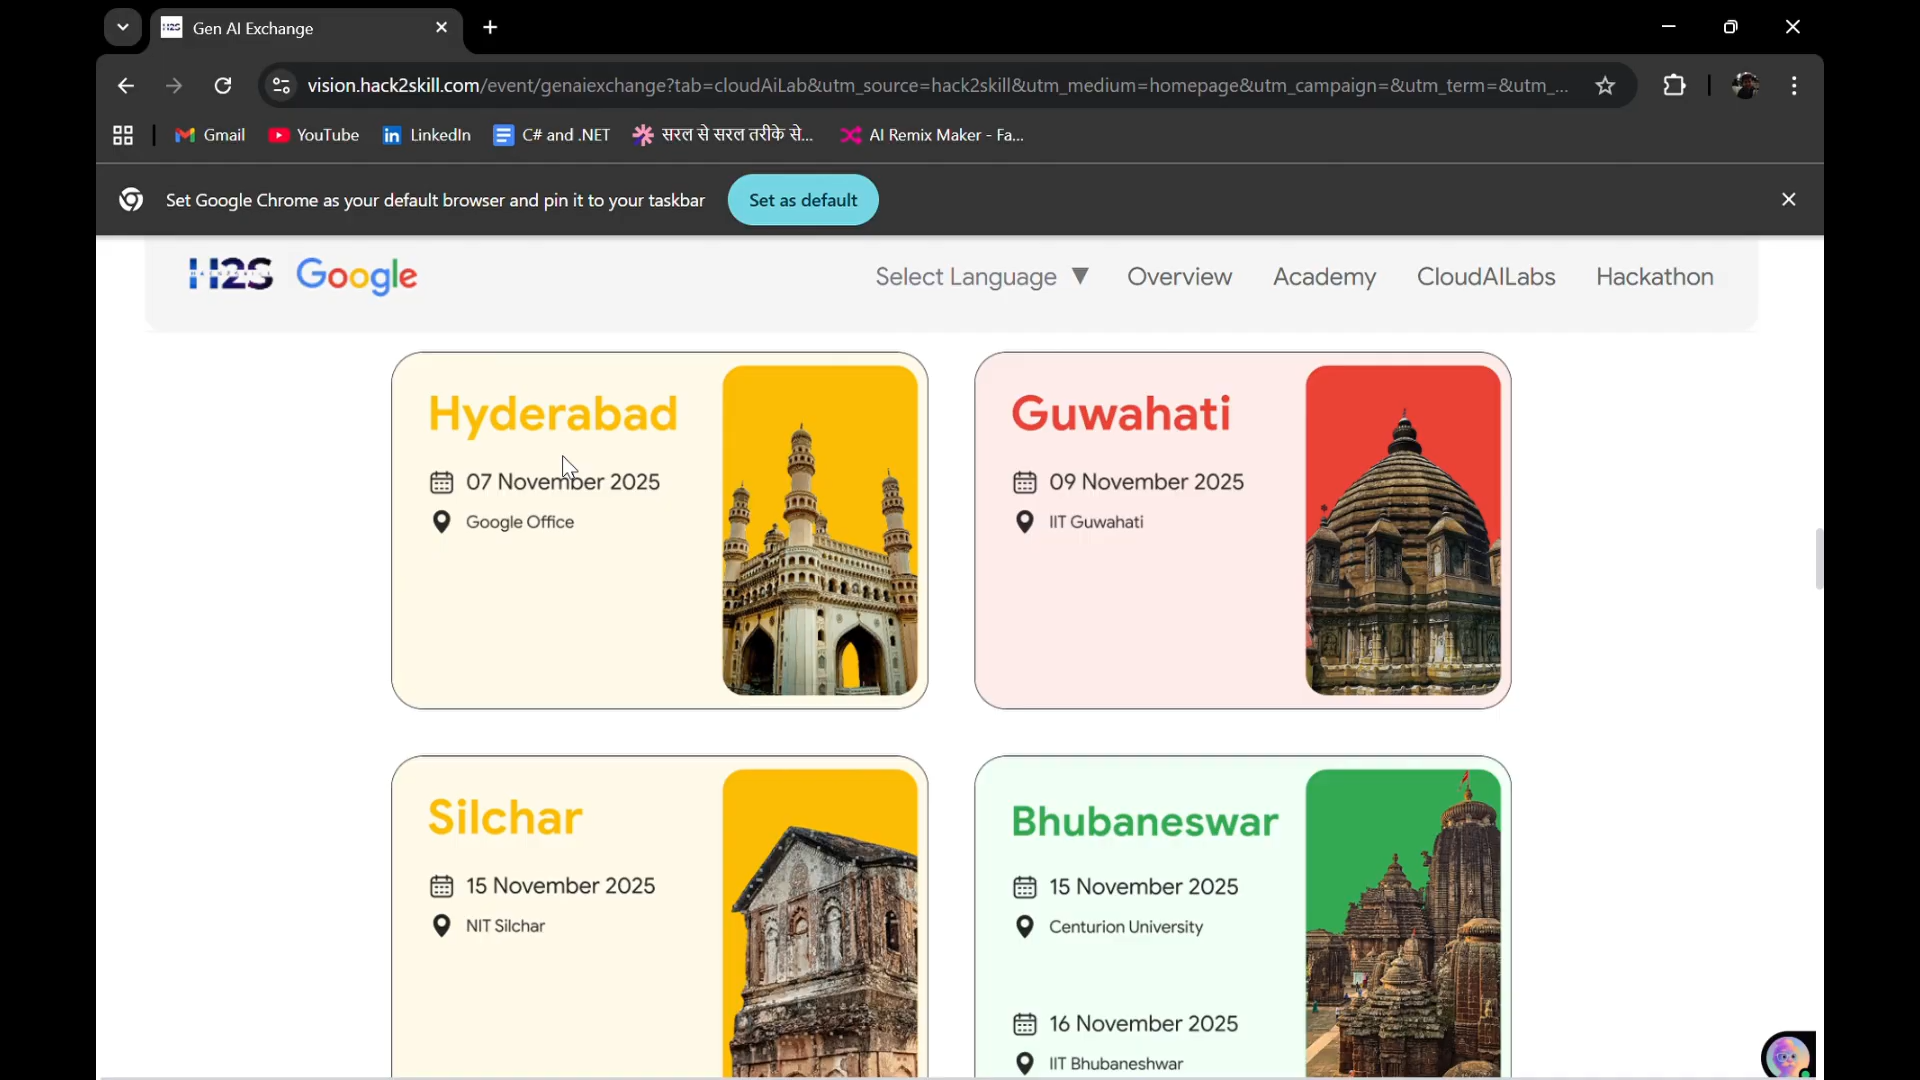 H2S Gen AI Exchange
vision.hack2skill.com/event/genaiexchange?tab=cloudAiLab&utm_source=hack2skill&utm_medium=homepage&utm_campaign=&utm_term=&utm_...
Gmail YouTube LinkedIn C# and .NET सरल से सरल तरीके से... AI Remix Maker - Fa...
Set Google Chrome as your default browser and pin it to your taskbar Set as default
H2S Google Select Language ▼ Overview Academy CloudAILabs Hackathon
Hyderabad
07 November 2025
Google Office
Guwahati
09 November 2025
IIT Guwahati
Silchar
15 November 2025
NIT Silchar
Bhubaneswar
15 November 2025
Centurion University
16 November 2025
IIT Bhubaneshwar